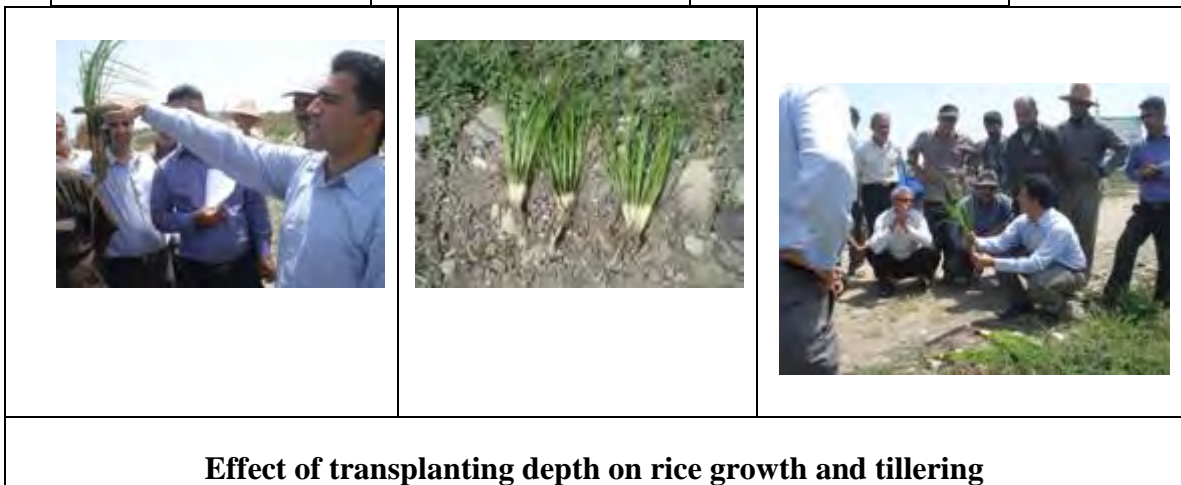 Effect of transplanting depth on rice growth and tillering